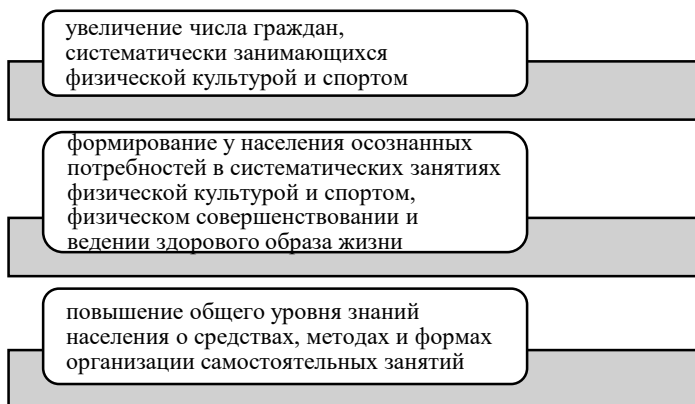 увеличение числа граждан,
систематически занимающихся
физической культурой и спортом
формирование у населения осознанных
потребностей в систематических занятиях
физической культурой и спортом,
физическом совершенствовании и
ведении здорового образа жизни
повышение общего уровня знаний
населения о средствах, методах и формах
организации самостоятельных занятий